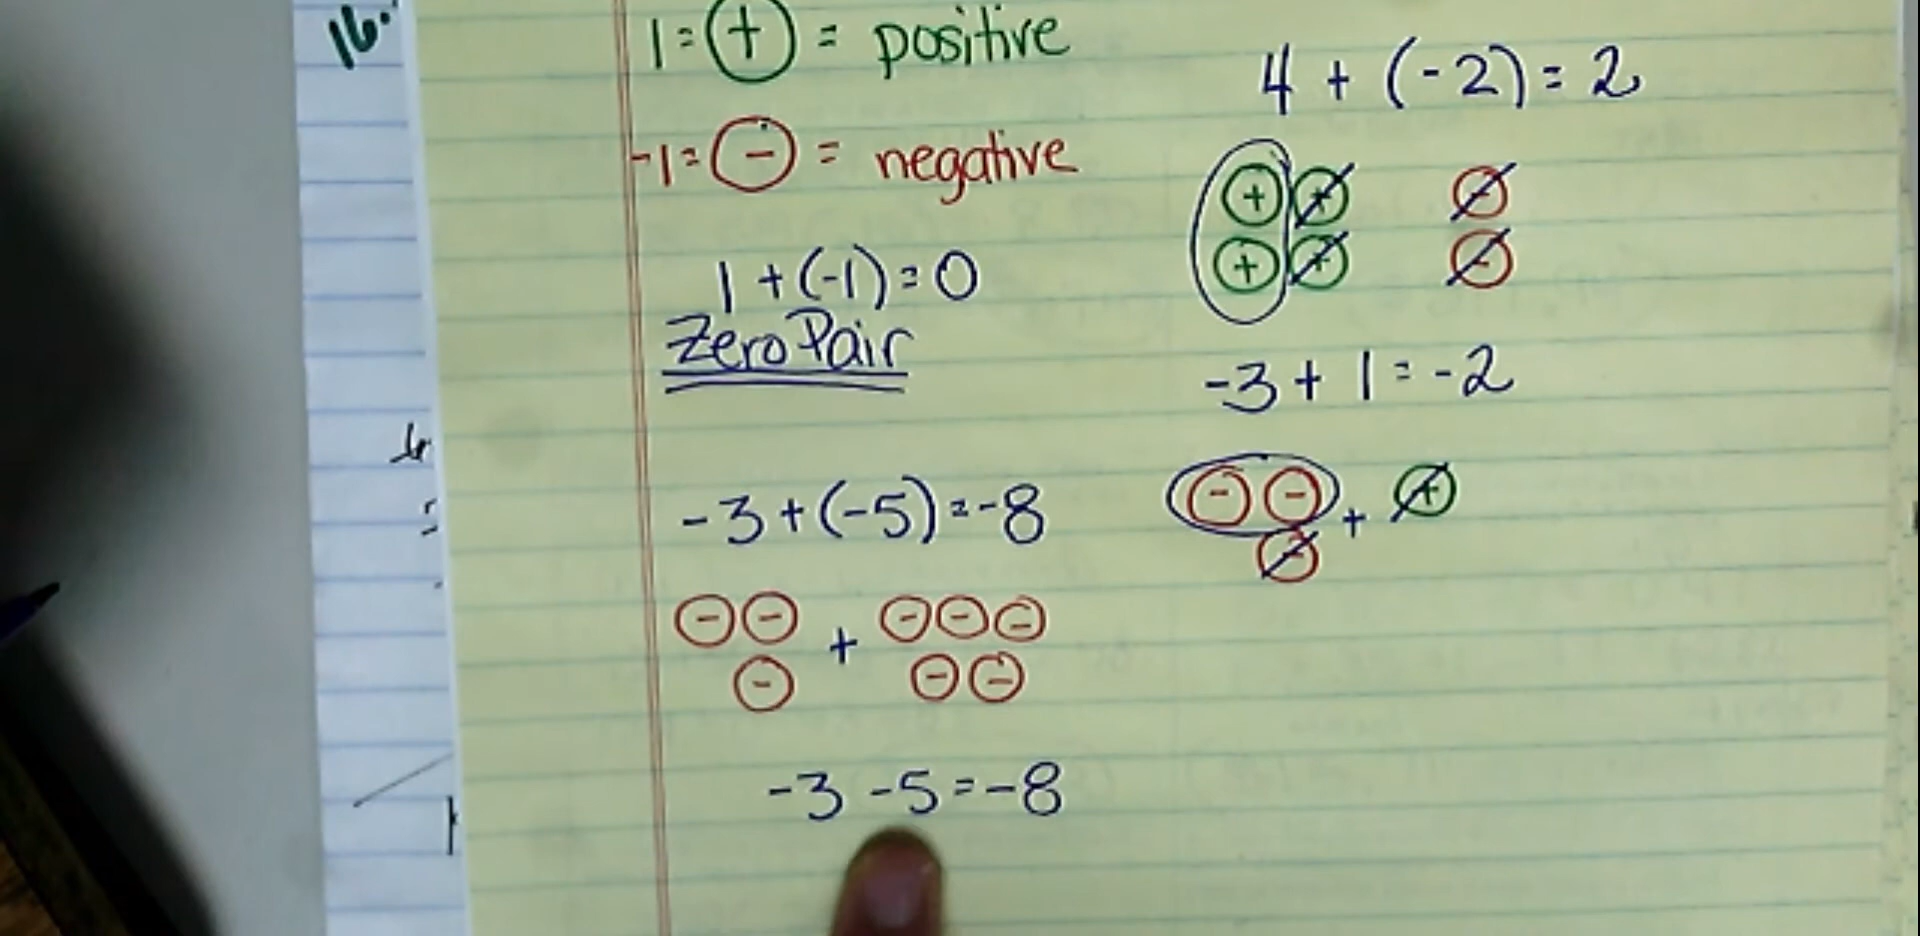 16.
1 = + = positive
-1 = - = negative
1 + (-1) = 0
Zero Pair
-3 + (-5) = -8
- - + - - -
- - -
-3 -5 = -8
4 + (-2) = 2
+ + -
+ + -
-3 + 1 = -2
- - + +
-